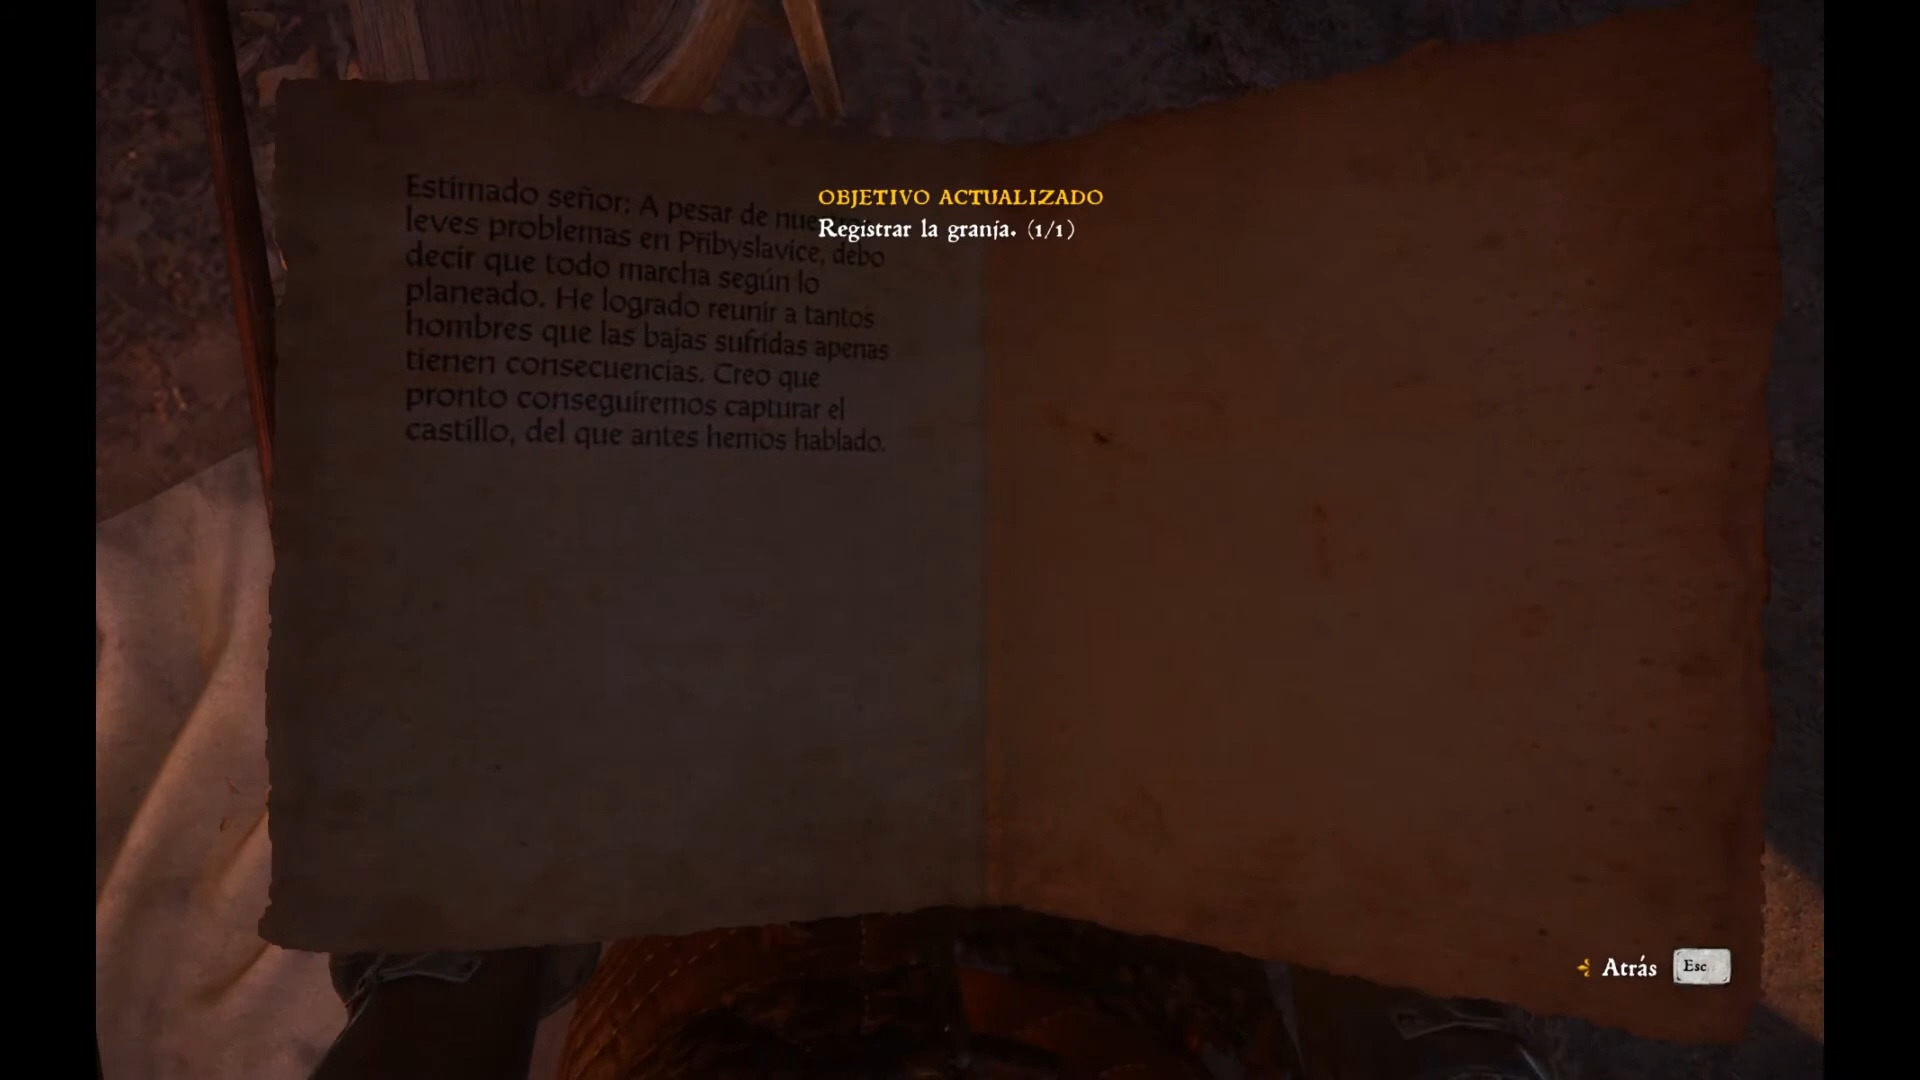 Estimado señor: A pesar de
leves problemas en Přibyslavice, debo
decir que todo marcha según lo
planeado. He logrado reunir a tantos
hombres que las bajas sufridas apenas
tienen consecuencias. Creo que
pronto conseguiremos capturar el
castillo, del que antes hemos hablado.
OBJETIVO ACTUALIZADO
Registrar la granja. (1/1)
Atrás Esc